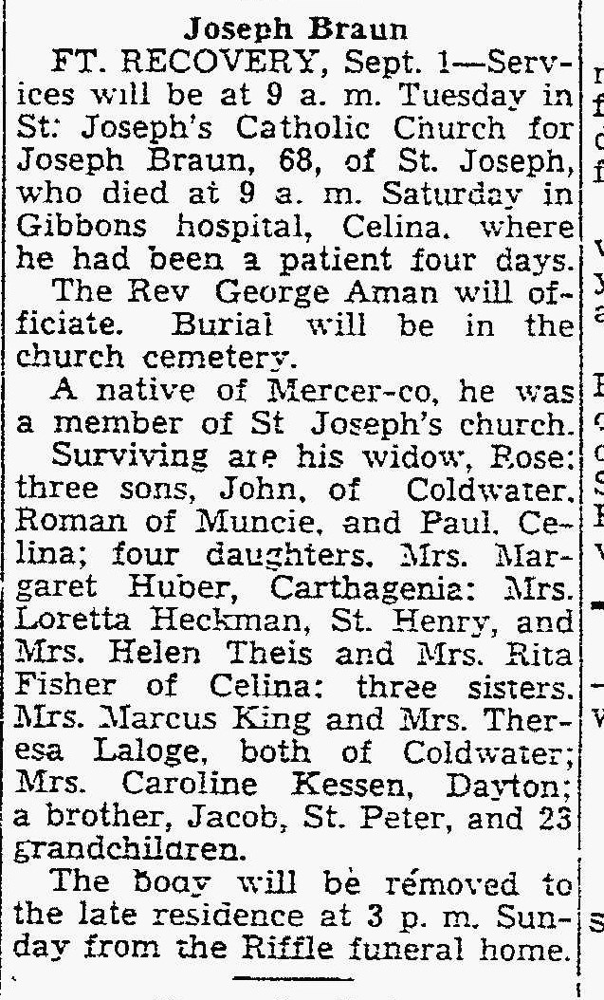 Joseph Braun
FT. RECOVERY, Sept. 1—Serv-
ices will be at 9 a. m. Tuesday in
St. Joseph's Catholic Church for
Joseph Braun, 68, of St. Joseph,
who died at 9 a. m. Saturday in
Gibbons hospital, Celina. where
he had been a patient four days.
The Rev George Aman will of-
ficiate. Burial will be in the
church cemetery.
A native of Mercer-co, he was
a member of St Joseph's church.
Surviving are his widow, Rose;
three sons, John, of Coldwater,
Roman of Muncie, and Paul, Ce-
lina; four daughters, Mrs. Mar-
garet Huber, Carthagenia; Mrs.
Loretta Heckman, St. Henry, and
Mrs. Helen Theis and Mrs. Rita
Fisher of Celina; three sisters,
Mrs. Marcus King and Mrs. Ther-
esa Laloge, both of Coldwater;
Mrs. Caroline Kessen, Dayton;
a brother, Jacob, St. Peter, and 23
grandchildren.
The body will be removed to
the late residence at 3 p. m. Sun-
day from the Riffle funeral home.